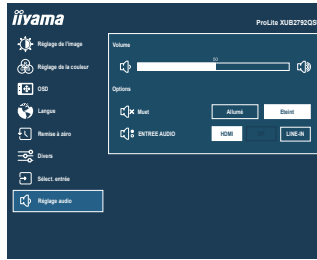 iiyama
ProLite XUB2792QS
Réglage de l'image
Volume
50
Réglage de la couleur
OSD
Options
Langue
Muet
Allumé
Eteint
Remise à zéro
ENTREE AUDIO
HDMI
LINE-IN
Divers
Sélect. entrée
Réglage audio